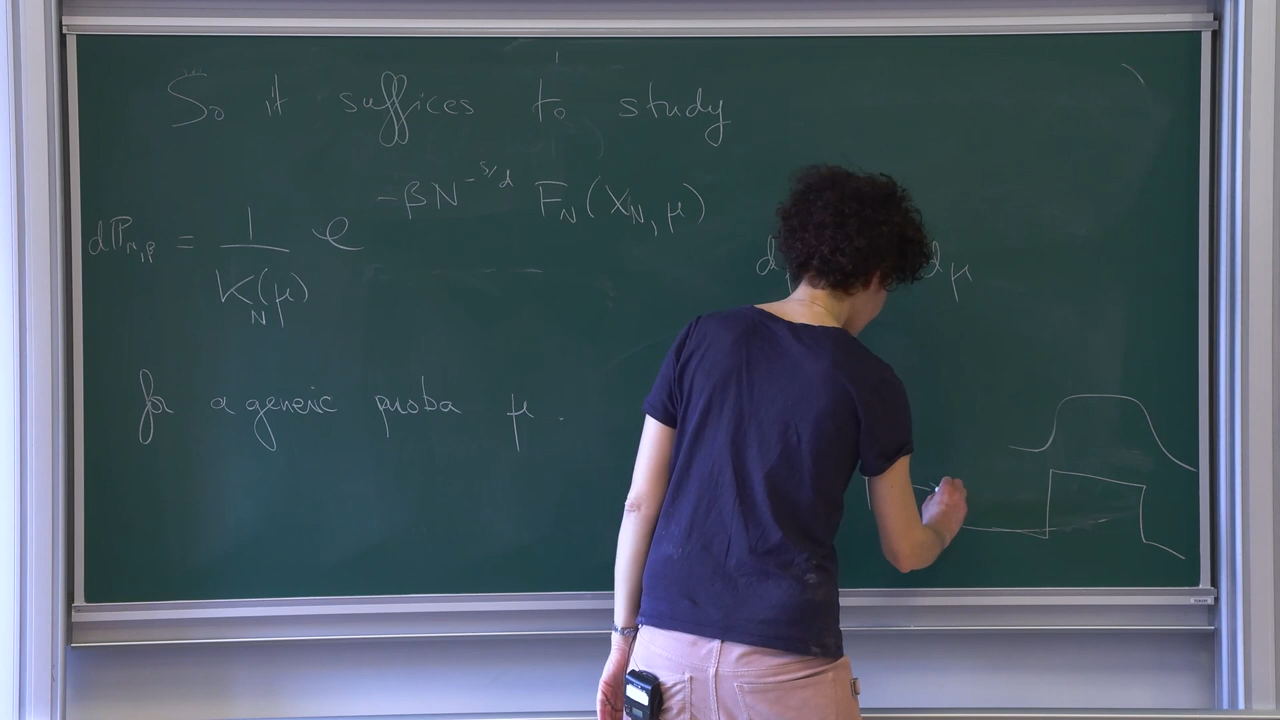 So it suffices to study
dP_{N,β} = 1/K_N(μ) e^{-βN^{-s/d} F_N(X_N, μ)} d dμ
for a generic proba μ.